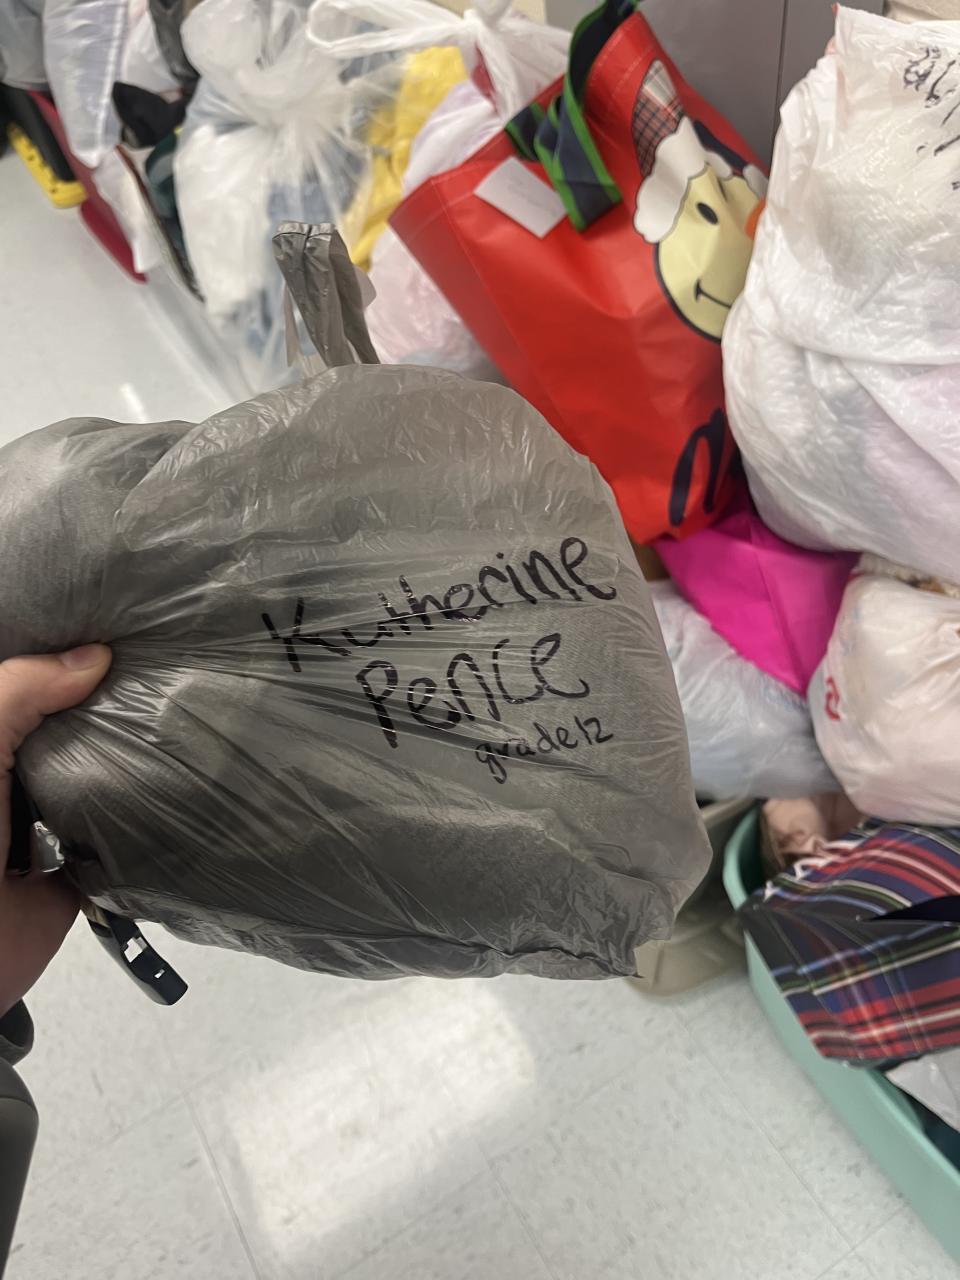 Katherine
Pence
grade 12